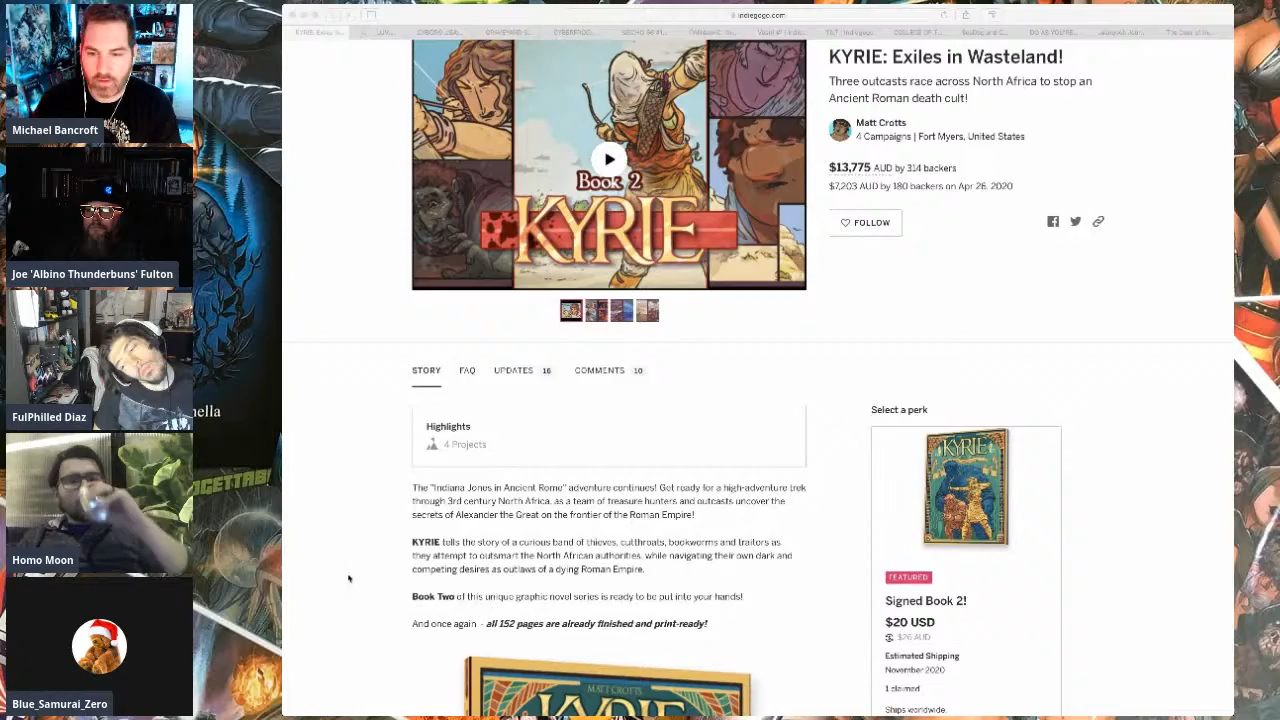 indiegogo.com
Michael Bancroft
Joe 'Albino Thunderbuns' Fulton
FulPhilled Diaz
Homo Moon
Blue_Samurai_Zero
nella
GETTAB!
Book 2
KYRIE
KYRIE: Exiles in Wasteland!
Three outcasts race across North Africa to stop an
Ancient Roman death cult!
Matt Crotts
4 Campaigns | Fort Myers, United States
$13,775 AUD by 314 backers
$7,203 AUD by 180 backers on Apr 26, 2020
FOLLOW
STORY FAQ UPDATES 16 COMMENTS 10
Highlights
4 Projects
The "Indiana Jones in Ancient Rome" adventure continues! Get ready for a high-adventure trek
through 3rd century North Africa, as a team of treasure hunters and outcasts uncover the
secrets of Alexander the Great on the frontier of the Roman Empire!
KYRIE tells the story of a curious band of thieves, cutthroats, bookworms and traitors as
they attempt to outsmart the North African authorities, while navigating their own dark and
competing desires as outlaws of a dying Roman Empire.
Book Two of this unique graphic novel series is ready to be put into your hands!
And once again - all 152 pages are already finished and print-ready!
MATT CROTTS
KYRIE
Select a perk
KYRIE
FEATURED
Signed Book 2!
$20 USD
$26 AUD
Estimated Shipping
November 2020
1 claimed
Ships worldwide.